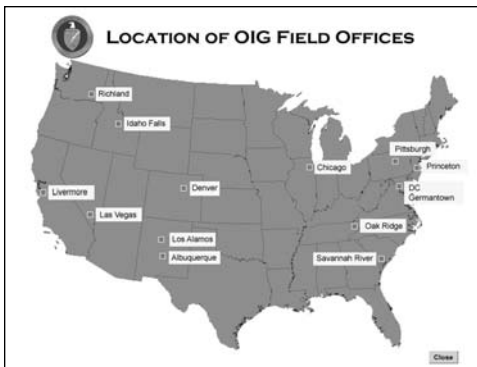 LOCATION OF OIG FIELD OFFICES
Richland
Idaho Falls
Pittsburgh
Chicago
Princeton
Livermore
Denver
DC
Germantown
Las Vegas
Oak Ridge
Los Alamos
Albuquerque
Savannah River
Close